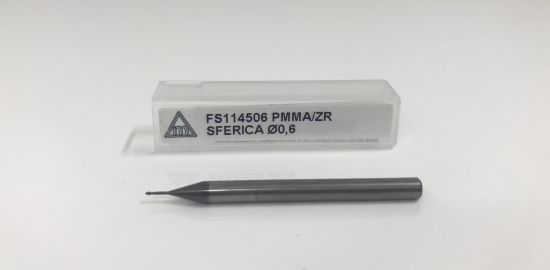 FS114506 PMMA/ZR
SFERICA Ø0,6